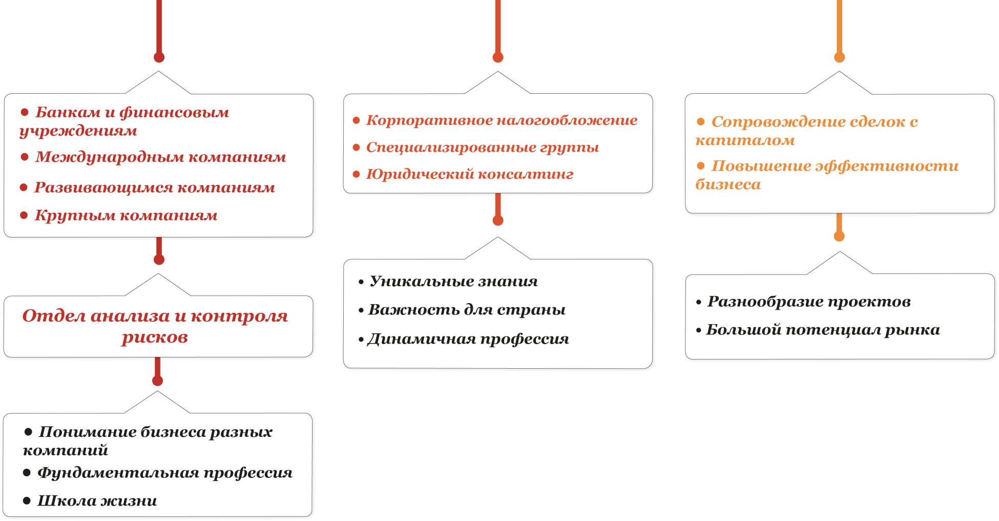 ● Банкам и финансовым
учреждениям
● Международным компаниям
● Развивающимся компаниям
● Крупным компаниям
Отдел анализа и контроля
рисков
● Понимание бизнеса разных
компаний
● Фундаментальная профессия
● Школа жизни
● Корпоративное налогообложение
● Специализированные группы
● Юридический консалтинг
• Уникальные знания
• Важность для страны
• Динамичная профессия
● Сопровождение сделок с
капиталом
● Повышение эффективности
бизнеса
• Разнообразие проектов
• Большой потенциал рынка